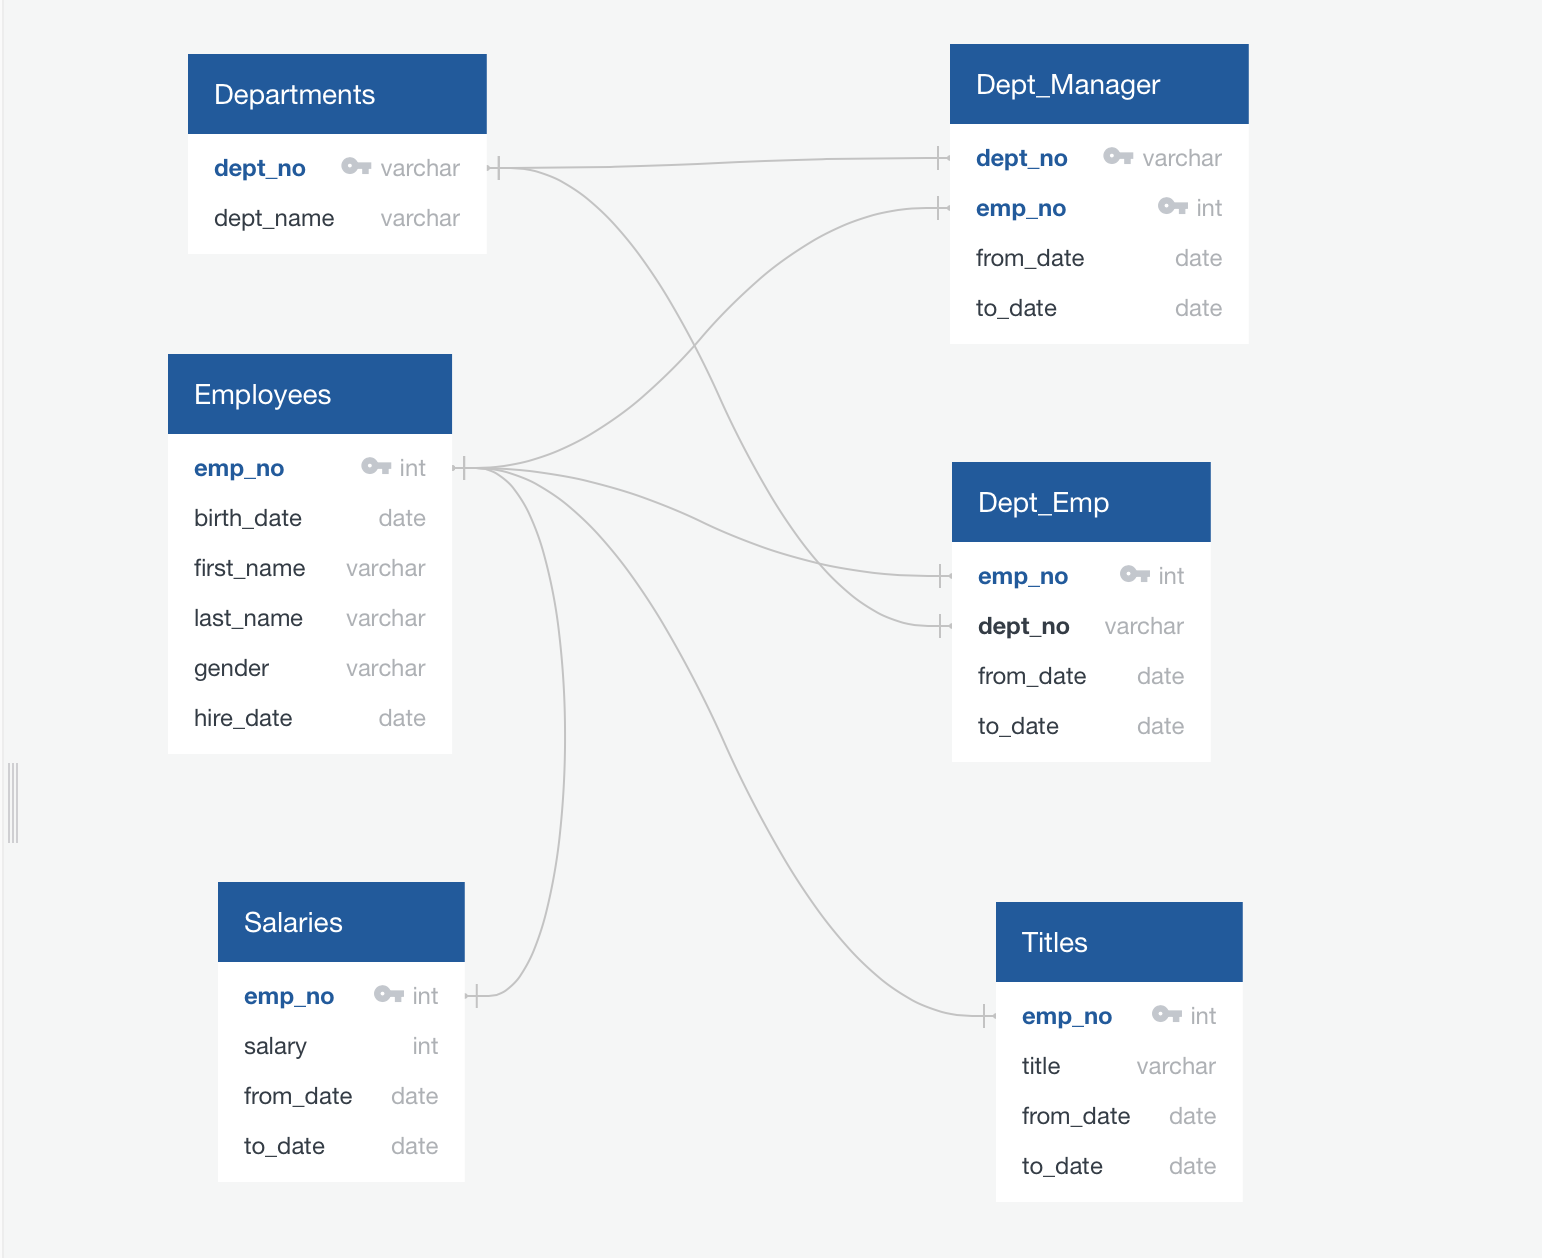 Departments
dept_no varchar
dept_name varchar
Dept_Manager
dept_no varchar
emp_no int
from_date date
to_date date
Employees
emp_no int
birth_date date
first_name varchar
last_name varchar
gender varchar
hire_date date
Dept_Emp
emp_no int
dept_no varchar
from_date date
to_date date
Salaries
emp_no int
salary int
from_date date
to_date date
Titles
emp_no int
title varchar
from_date date
to_date date